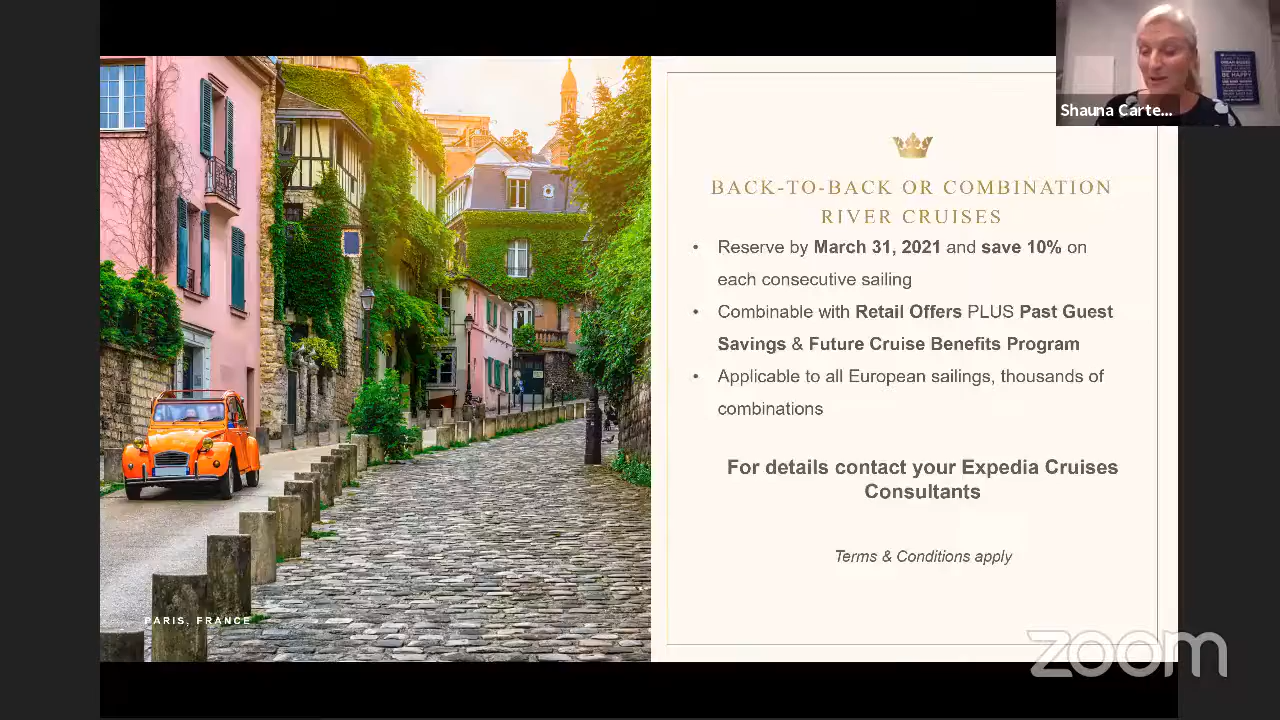 Shauna Carte...
BACK-TO-BACK OR COMBINATION
RIVER CRUISES
• Reserve by March 31, 2021 and save 10% on
each consecutive sailing
• Combinable with Retail Offers PLUS Past Guest
Savings & Future Cruise Benefits Program
• Applicable to all European sailings, thousands of
combinations
For details contact your Expedia Cruises
Consultants
Terms & Conditions apply
PARIS, FRANCE
zoom